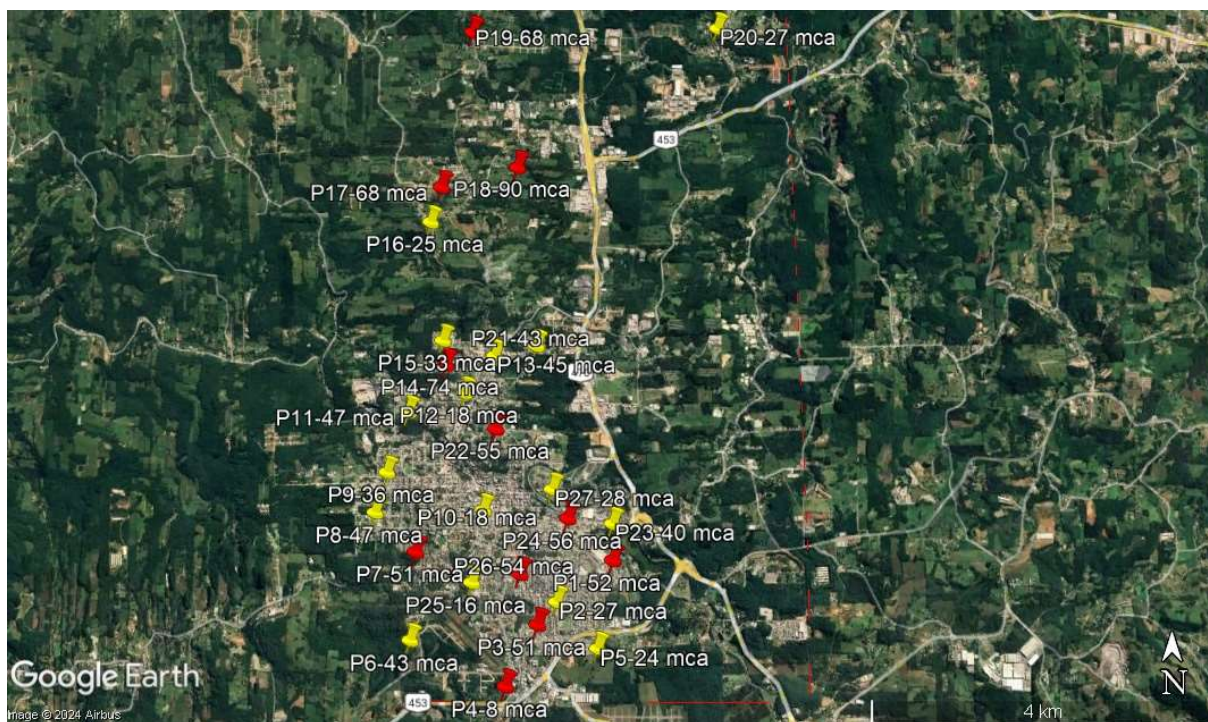 P19-68 mca
P20-27 mca
453
P17-68 mca
P18-90 mca
P16-25 mca
P21-43 mca
P15-33 mca
P13-45 mca
P14-74 mca
P11-47 mca
P12-18 mca
P22-55 mca
P9-36 mca
P27-28 mca
P10-18 mca
P8-47 mca
P24-56 mca
P23-40 mca
P7-51 mca
P26-54 mca
P1-52 mca
P25-16 mca
P2-27 mca
P3-51 mca
P5-24 mca
P6-43 mca
Google Earth
P4-8 mca
453
N
4 km
Image © 2024 Airbus